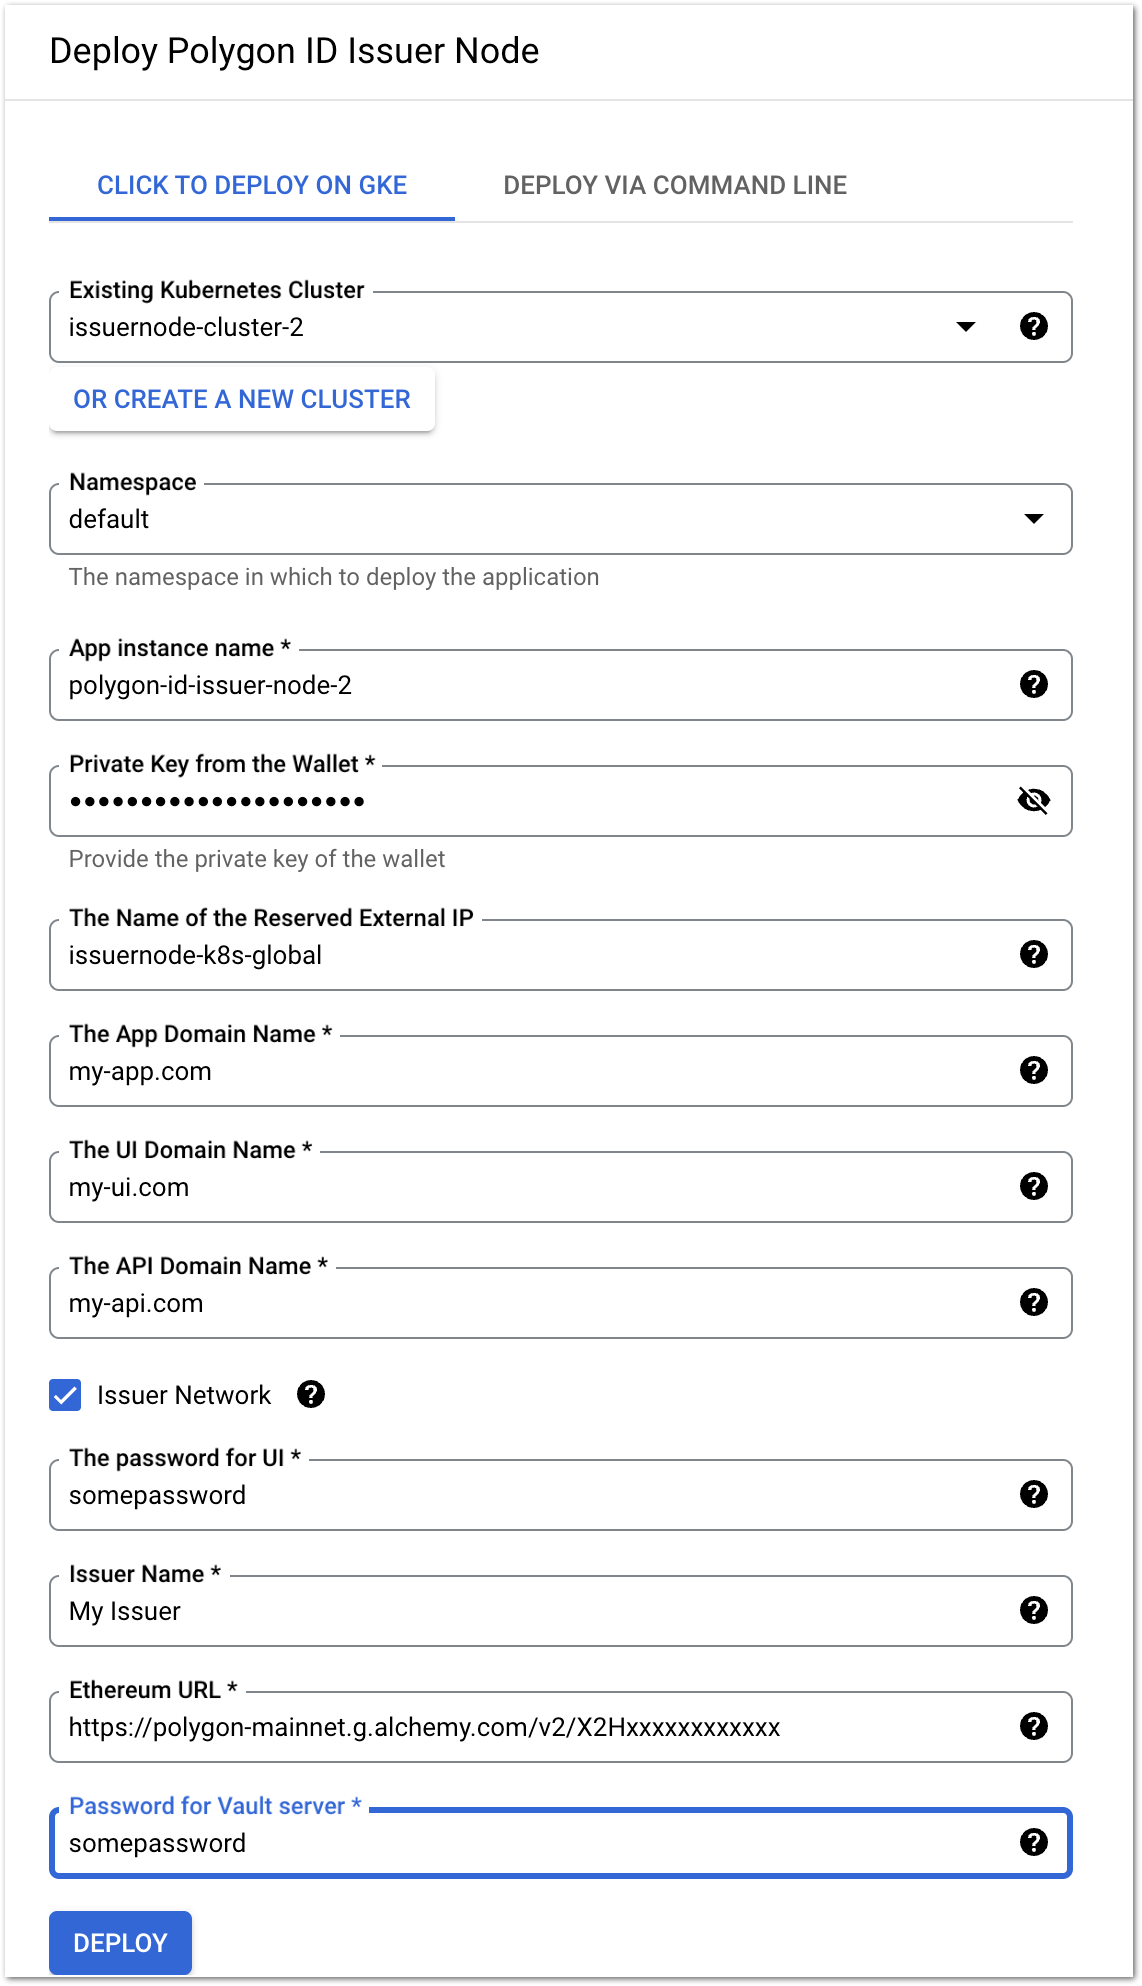 Deploy Polygon ID Issuer Node
CLICK TO DEPLOY ON GKE
DEPLOY VIA COMMAND LINE
Existing Kubernetes Cluster
issuernode-cluster-2
OR CREATE A NEW CLUSTER
Namespace
default
The namespace in which to deploy the application
App instance name *
polygon-id-issuer-node-2
Private Key from the Wallet *
•••••••••••••••••••••
Provide the private key of the wallet
The Name of the Reserved External IP
issuernode-k8s-global
The App Domain Name *
my-app.com
The UI Domain Name *
my-ui.com
The API Domain Name *
my-api.com
Issuer Network
The password for UI *
somepassword
Issuer Name *
My Issuer
Ethereum URL *
https://polygon-mainnet.g.alchemy.com/v2/X2Hxxxxxxxxxxxx
Password for Vault server *
somepassword
DEPLOY